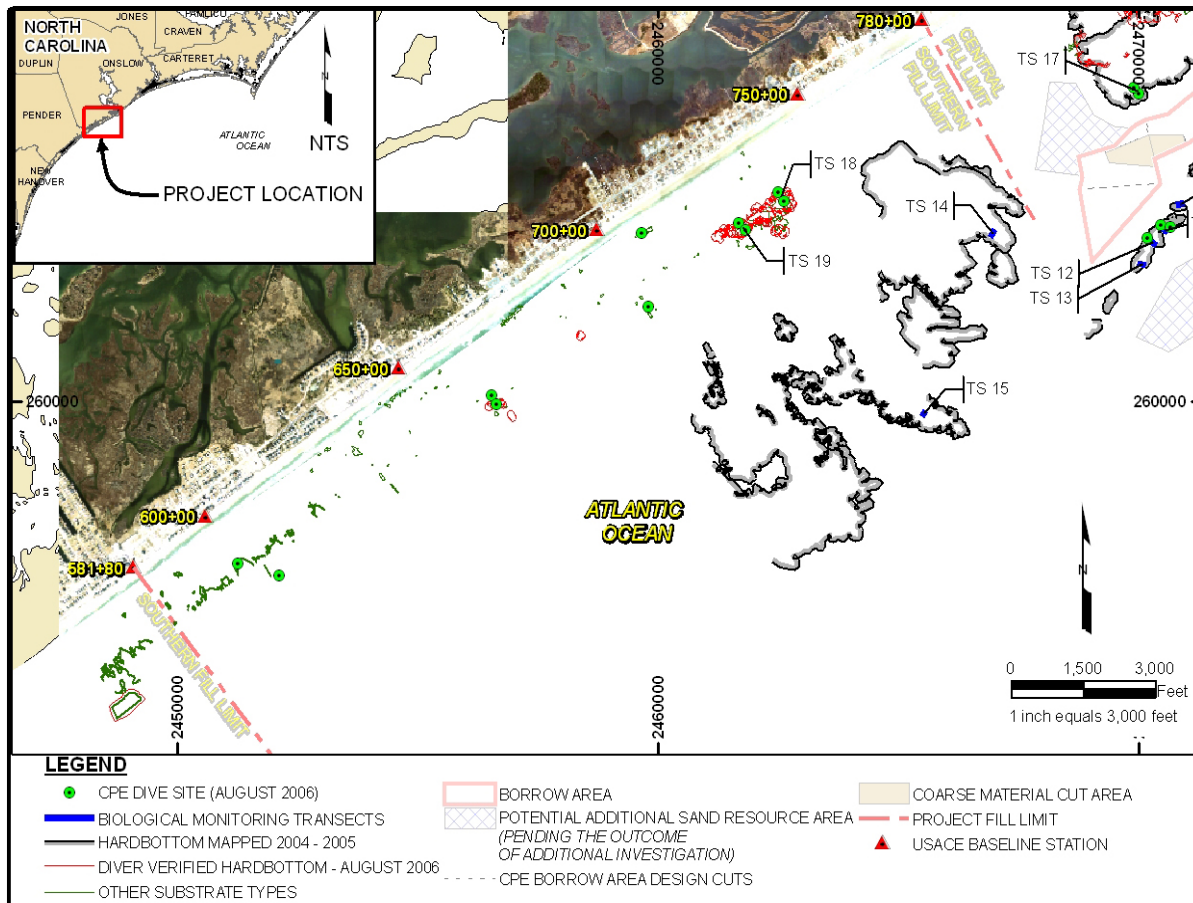 NORTH
CAROLINA
JONES
PAMLICO
CRAVEN
CARTERET
DUPLIN
ONSLOW
PENDER
NEW
HANOVER
ATLANTIC
OCEAN
N
NTS
PROJECT LOCATION
2460000
780+00
CENTRAL
FILL LIMIT
SOUTHERN
FILL LIMIT
TS 17
2470000
750+00
TS 18
TS 14
700+00
TS 19
TS 12
TS 13
650+00
260000
260000
TS 15
ATLANTIC
OCEAN
600+00
581+80
SOUTHERN FILL LIMIT
N
2450000
2460000
0 1,500 3,000
Feet
1 inch equals 3,000 feet
LEGEND
CPE DIVE SITE (AUGUST 2006)
BIOLOGICAL MONITORING TRANSECTS
HARDBOTTOM MAPPED 2004 - 2005
DIVER VERIFIED HARDBOTTOM - AUGUST 2006
OTHER SUBSTRATE TYPES
BORROW AREA
POTENTIAL ADDITIONAL SAND RESOURCE AREA
(PENDING THE OUTCOME
OF ADDITIONAL INVESTIGATION)
CPE BORROW AREA DESIGN CUTS
COARSE MATERIAL CUT AREA
PROJECT FILL LIMIT
USACE BASELINE STATION